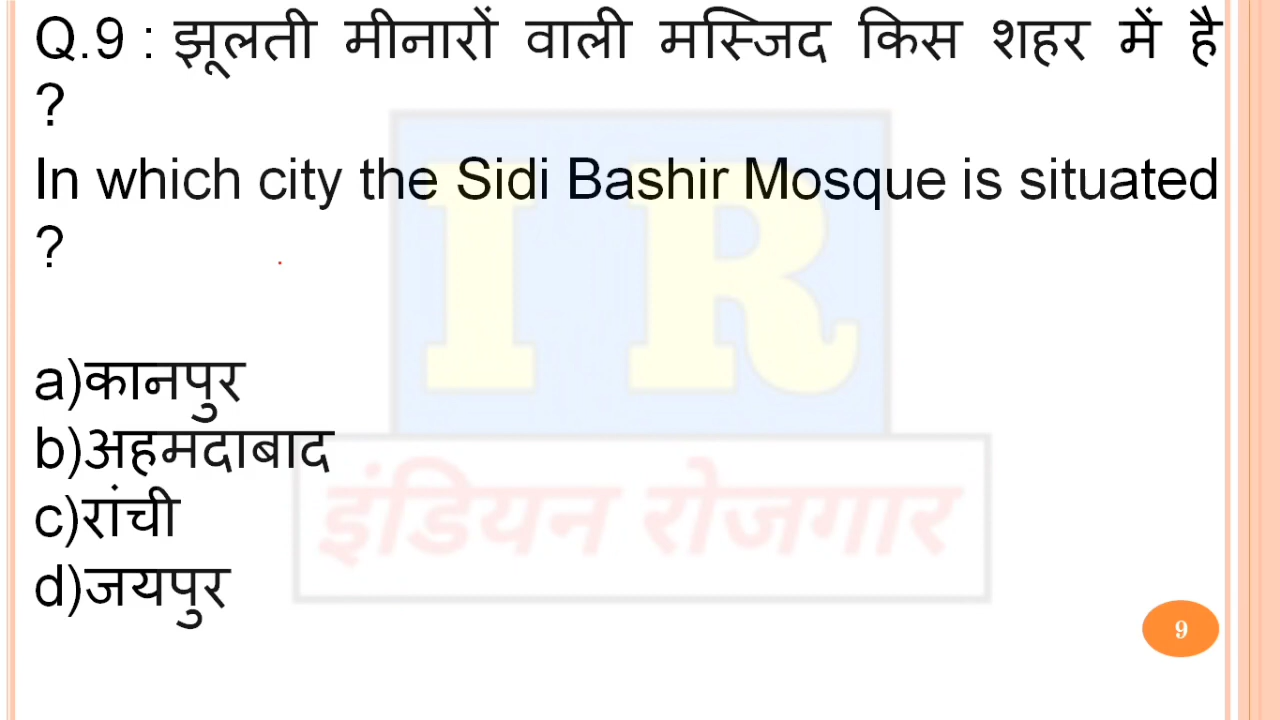 Q.9 : झूलती मीनारों वाली मस्जिद किस शहर में है
?
In which city the Sidi Bashir Mosque is situated
?
a)कानपुर
b)अहमदाबाद
c)रांची
d)जयपुर
I R
इंडियन रोजगार
9